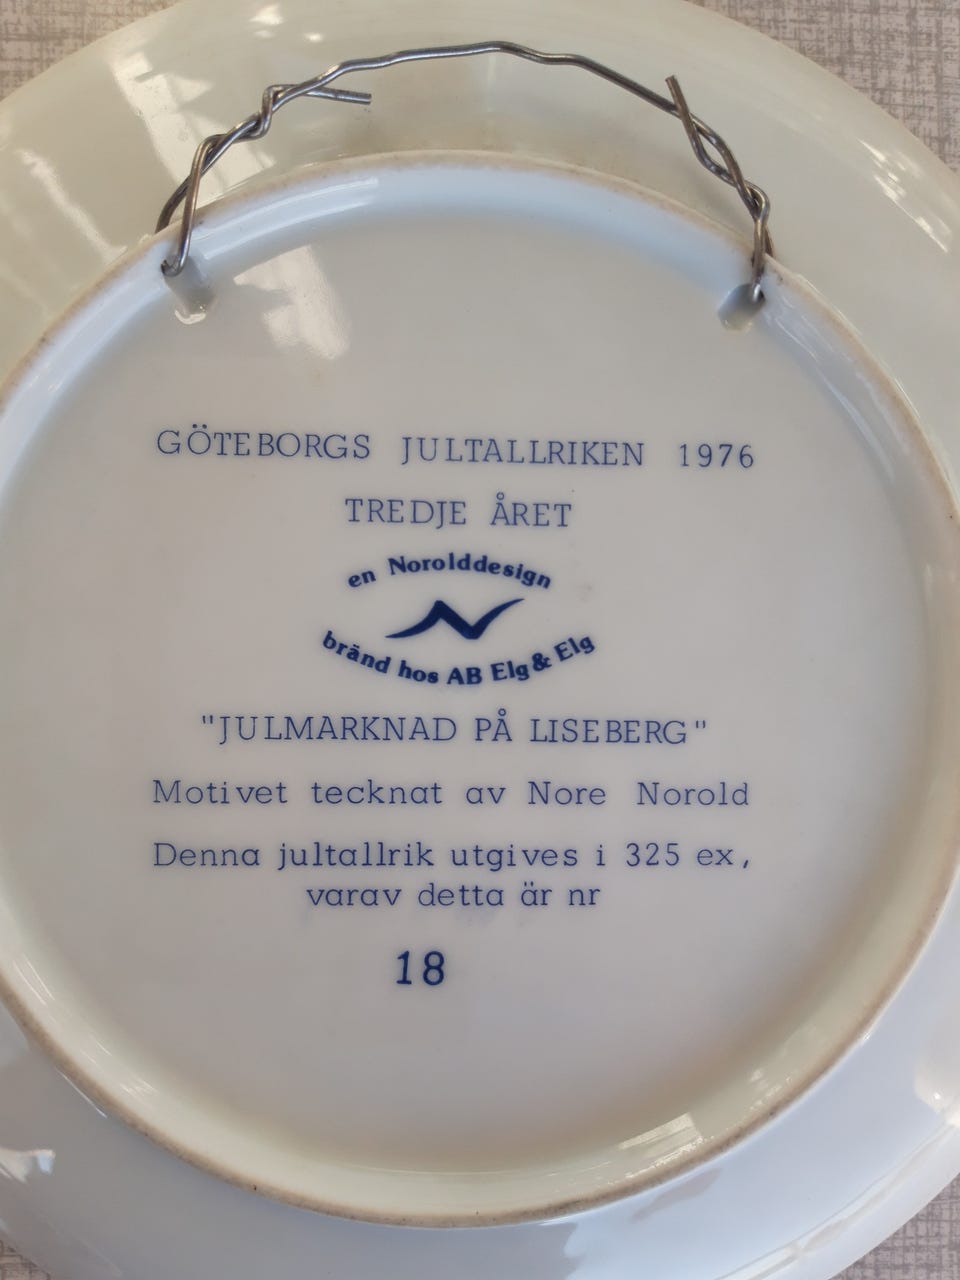 GÖTEBORGS JULTALLRIKEN 1976
TREDJE ÅRET
en Norolddesign
bränd hos AB Elg & Elg
"JULMARKNAD PÅ LISEBERG"
Motivet tecknat av Nore Norold
Denna jultallrik utgives i 325 ex,
varav detta är nr
18